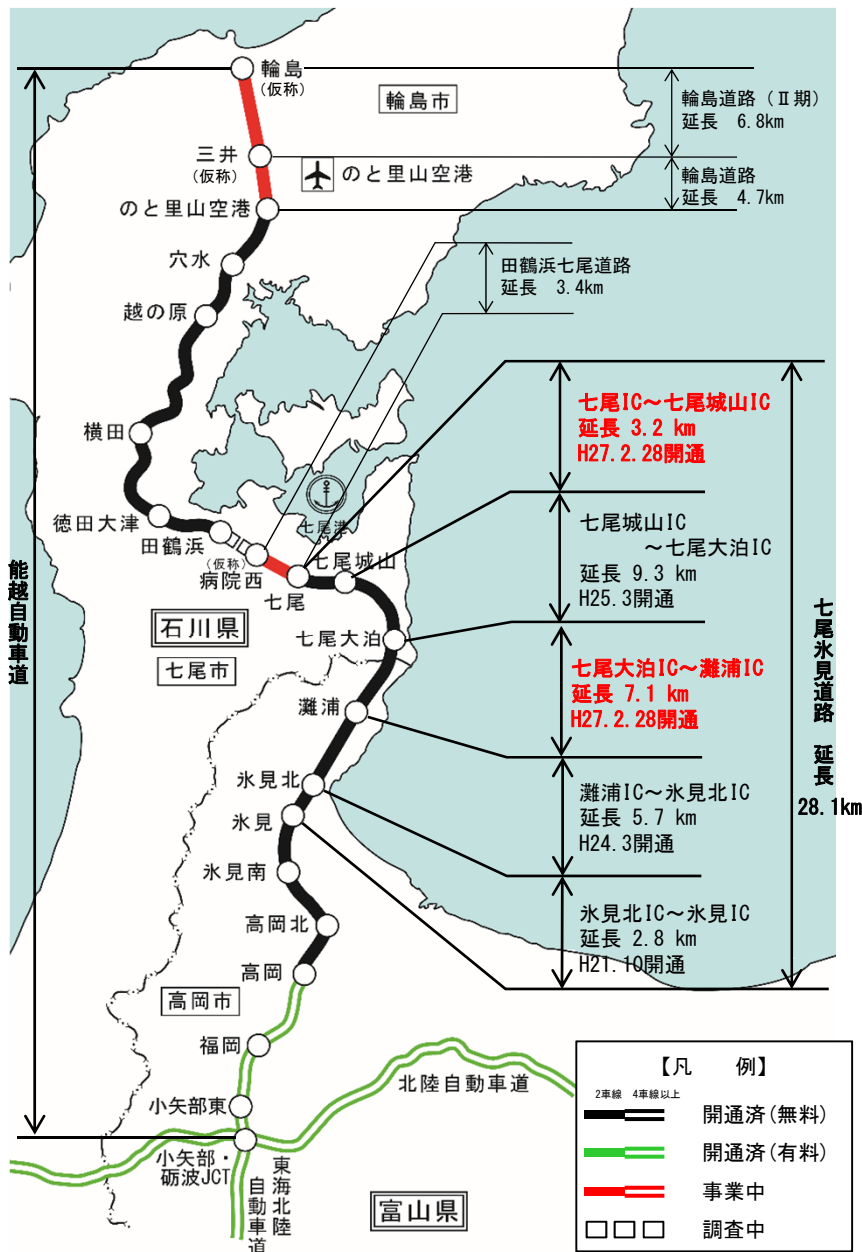 輪島
(仮称)
輪島市
輪島道路(Ⅱ期)
延長 6.8km
三井
(仮称)
のと里山空港
輪島道路
延長 4.7km
のと里山空港
穴水
田鶴浜七尾道路
延長 3.4km
越の原
七尾IC～七尾城山IC
延長 3.2 km
H27.2.28開通
横田
七尾港
徳田大津
田鶴浜
(仮称)
病院西
七尾城山
七尾
七尾城山IC
～七尾大泊IC
延長 9.3 km
H25.3開通
能越自動車道
石川県
七尾市
七尾大泊
七尾氷見道路 延長
28.1km
七尾大泊IC～灘浦IC
延長 7.1 km
H27.2.28開通
灘浦
氷見北
灘浦IC～氷見北IC
延長 5.7 km
H24.3開通
氷見
氷見南
氷見北IC～氷見IC
延長 2.8 km
H21.10開通
高岡北
高岡
高岡市
福岡
北陸自動車道
小矢部東
小矢部・
砺波JCT
東海北陸
自動車道
富山県
【凡 例】
2車線 4車線以上
開通済(無料)
開通済(有料)
事業中
調査中